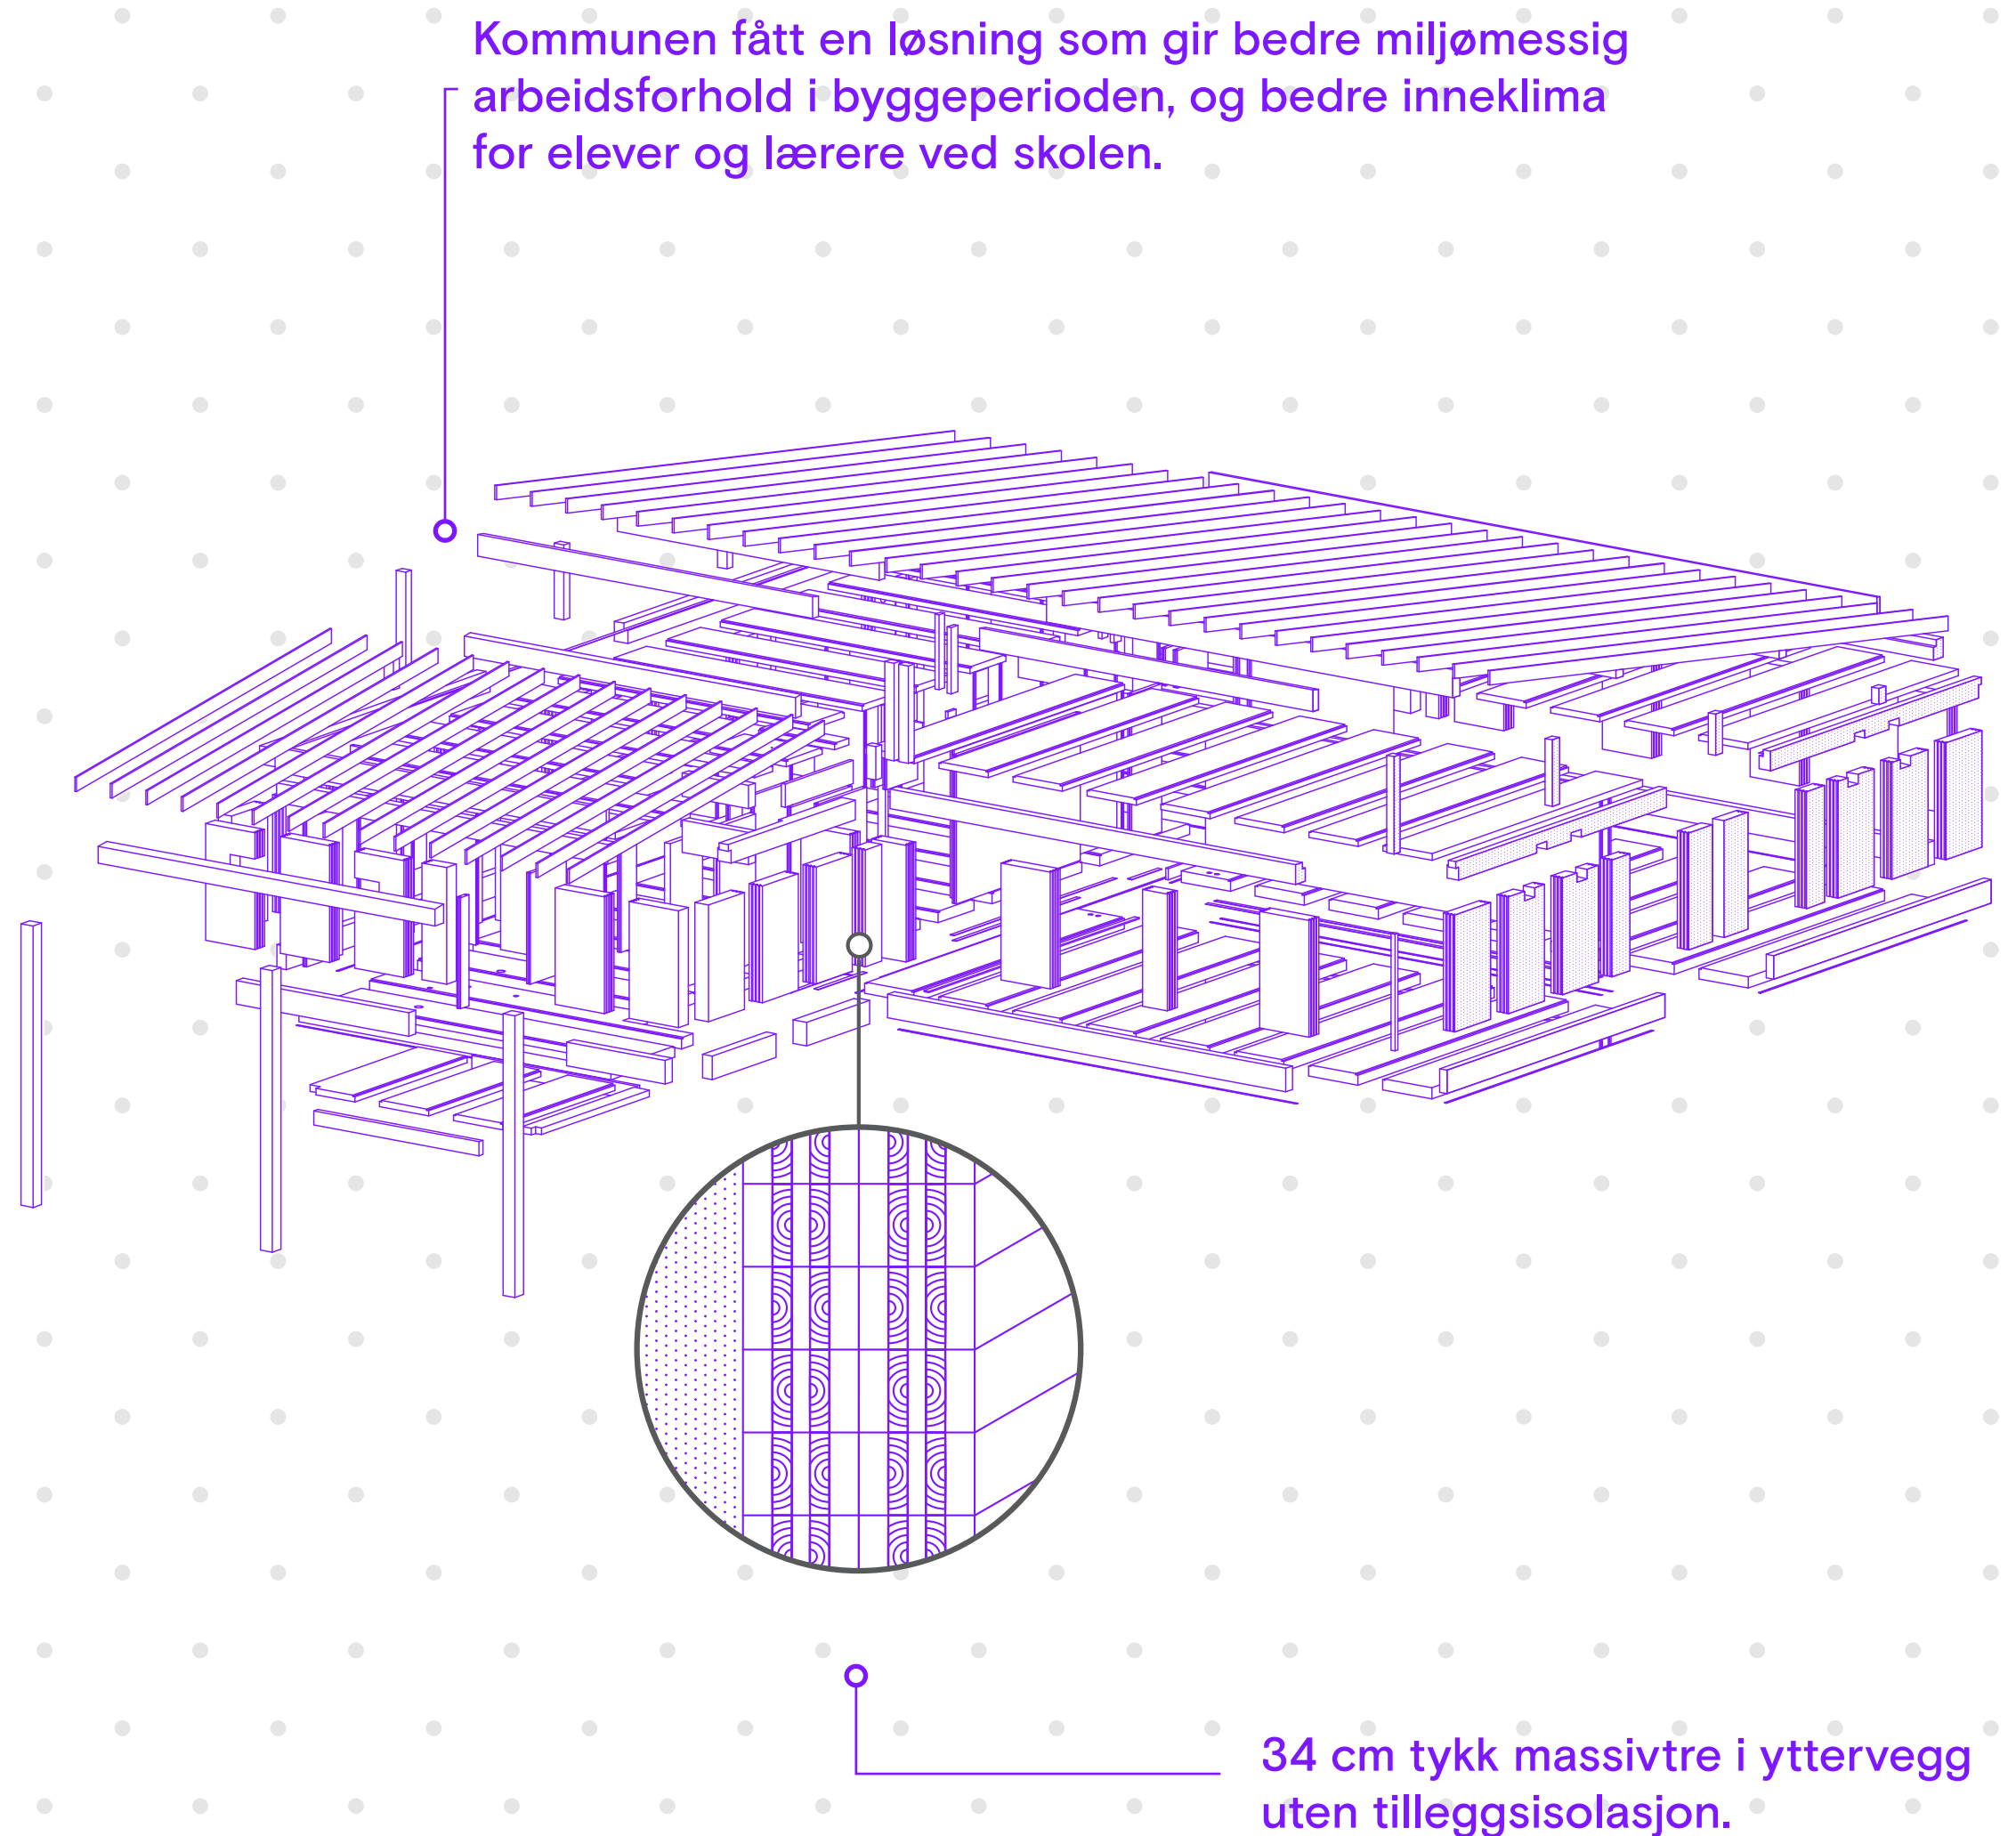 Kommunen fått en løsning som gir bedre miljømessig
arbeidsforhold i byggeperioden, og bedre inneklima
for elever og lærere ved skolen.
34 cm tykk massivtre i yttervegg
uten tilleggsisolasjon.